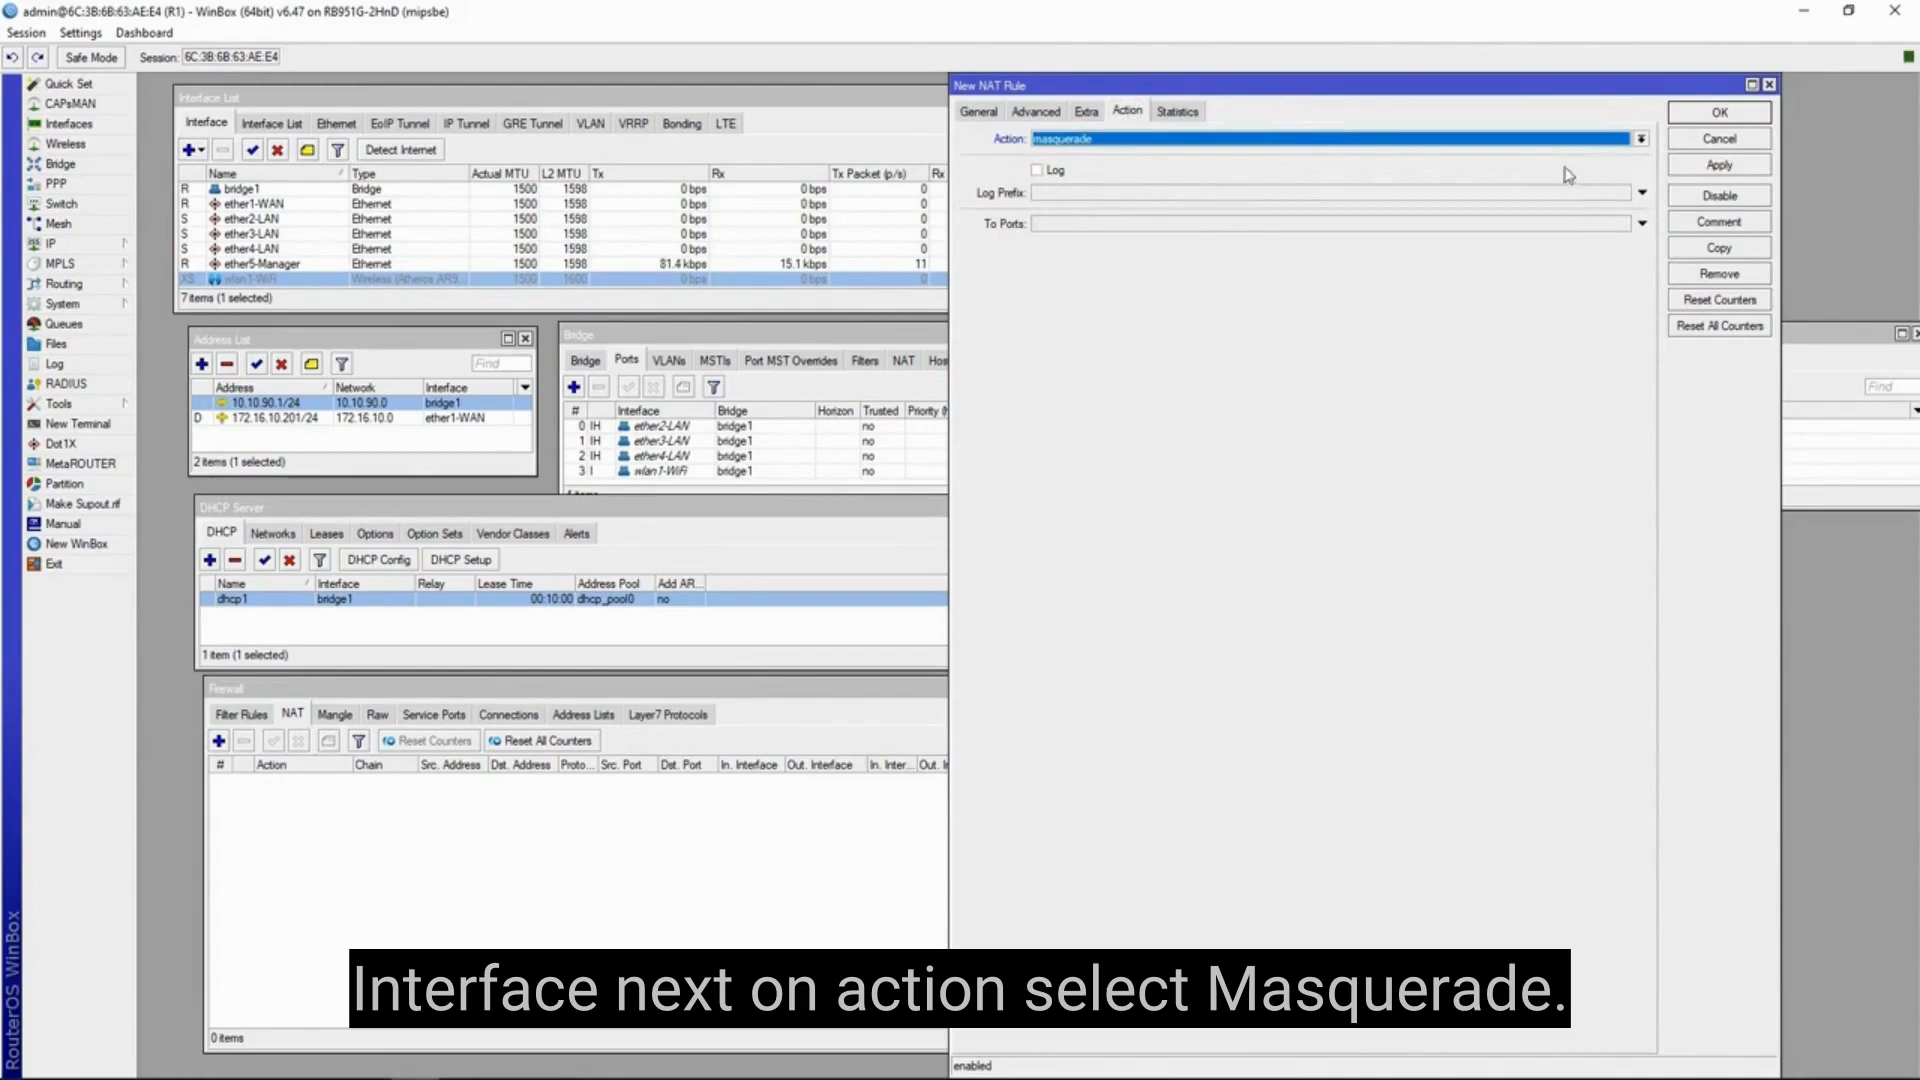 admin@6C:3B:6B:63:AE:E4 (R1) - WinBox (64bit) v6.47 on RB951G-2HnD (mipsbe)
Session Settings Dashboard
Safe Mode Session: 6C:3B:6B:63:AE:E4
Quick Set
CAPsMAN
Interfaces
Wireless
Bridge
PPP
Switch
Mesh
IP
MPLS
Routing
System
Queues
Files
Log
RADIUS
Tools
New Terminal
Dot1X
MetaROUTER
Partition
Make Supout.rif
Manual
New WinBox
Exit
RouterOS WinBox
Interface List
Interface Interface List Ethernet EoIP Tunnel IP Tunnel GRE Tunnel VLAN VRRP Bonding LTE
Detect Internet
Name Type Actual MTU L2 MTU Tx Rx Tx Packet (p/s) Rx
R bridge1 Bridge 1500 1598 0 bps 0 bps 0
R ether1-WAN Ethernet 1500 1598 0 bps 0 bps 0
S ether2-LAN Ethernet 1500 1598 0 bps 0 bps 0
S ether3-LAN Ethernet 1500 1598 0 bps 0 bps 0
S ether4-LAN Ethernet 1500 1598 0 bps 0 bps 0
R ether5-Manager Ethernet 1500 1598 81.4 kbps 15.1 kbps 11
XS wlan1-WiFi Wireless (Atheros AR9... 1500 1600 0 bps 0 bps 0
7 items (1 selected)
Address List
Find
Address Network Interface
10.10.90.1/24 10.10.90.0 bridge1
D 172.16.10.201/24 172.16.10.0 ether1-WAN
2 items (1 selected)
Bridge
Bridge Ports VLANs MSTIs Port MST Overrides Filters NAT Hos
# Interface Bridge Horizon Trusted Priority (h
0 IH ether2-LAN bridge1 no
1 IH ether3-LAN bridge1 no
2 IH ether4-LAN bridge1 no
3 I wlan1-WiFi bridge1 no
DHCP Server
DHCP Networks Leases Options Option Sets Vendor Classes Alerts
DHCP Config DHCP Setup
Name Interface Relay Lease Time Address Pool Add AR...
dhcp1 bridge1 00:10:00 dhcp_pool0 no
1 item (1 selected)
Firewall
Filter Rules NAT Mangle Raw Service Ports Connections Address Lists Layer7 Protocols
Reset Counters Reset All Counters
# Action Chain Src. Address Dst. Address Proto... Src. Port Dst. Port In. Interface Out. Interface In. Inter... Out. I
0 items
New NAT Rule
General Advanced Extra Action Statistics
Action: masquerade
Log
Log Prefix:
To Ports:
OK
Cancel
Apply
Disable
Comment
Copy
Remove
Reset Counters
Reset All Counters
enabled
Find
Interface next on action select Masquerade.